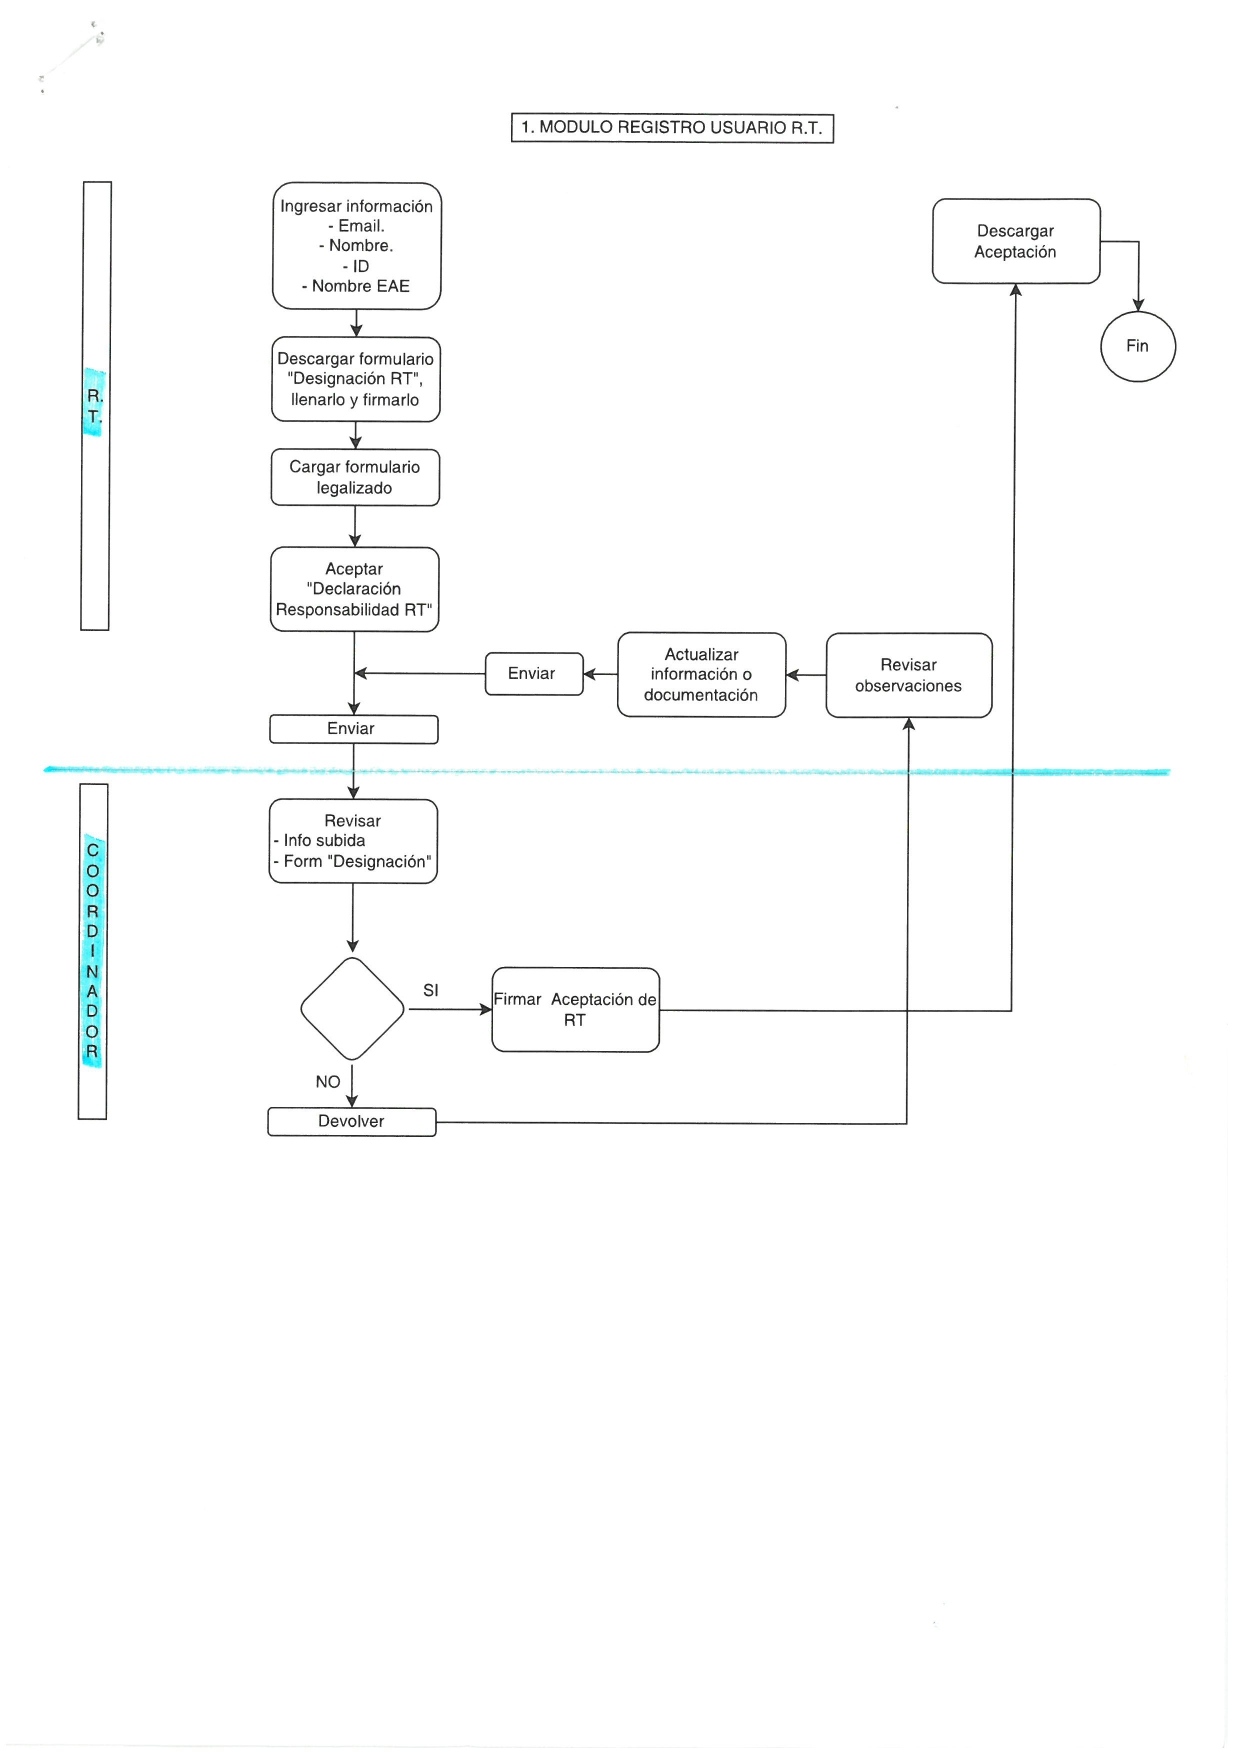 1. MODULO REGISTRO USUARIO R.T.
R.
T.
Ingresar información
- Email.
- Nombre.
- ID
- Nombre EAE
Descargar formulario
"Designación RT",
llenarlo y firmarlo
Cargar formulario
legalizado
Aceptar
"Declaración
Responsabilidad RT"
Enviar
Descargar
Aceptación
Fin
Enviar
Actualizar
información o
documentación
Revisar
observaciones
C
O
O
R
D
I
N
A
D
O
R
Revisar
- Info subida
- Form "Designación"
SI
Firmar Aceptación de
RT
NO
Devolver